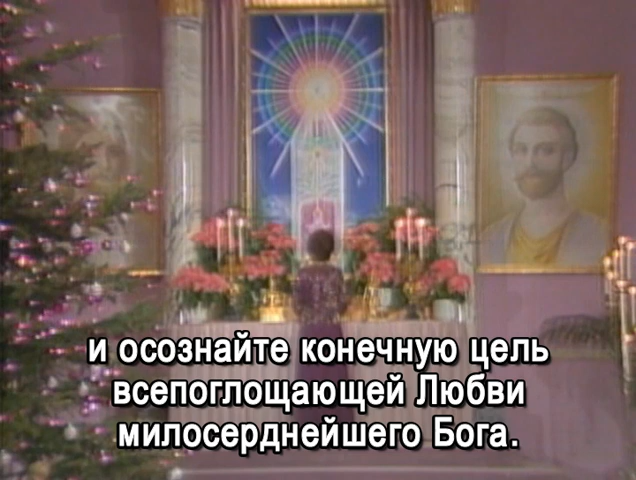 и осознайте конечную цель
всепоглощающей Любви
милосерднейшего Бога.